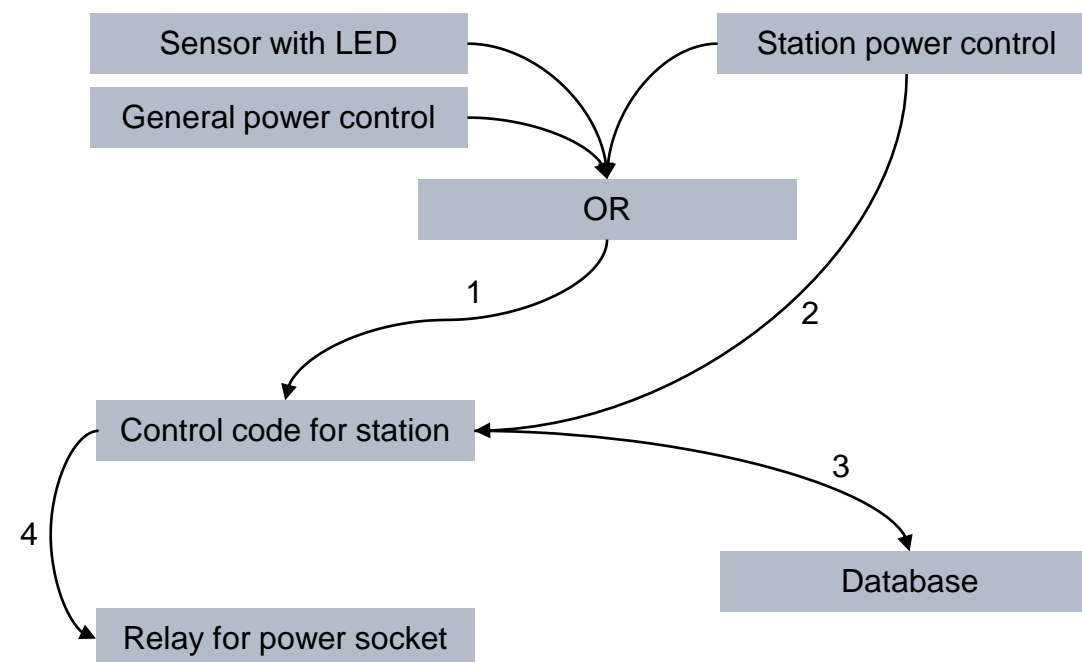 Sensor with LED
Station power control
General power control
OR
1
2
Control code for station
3
4
Database
Relay for power socket